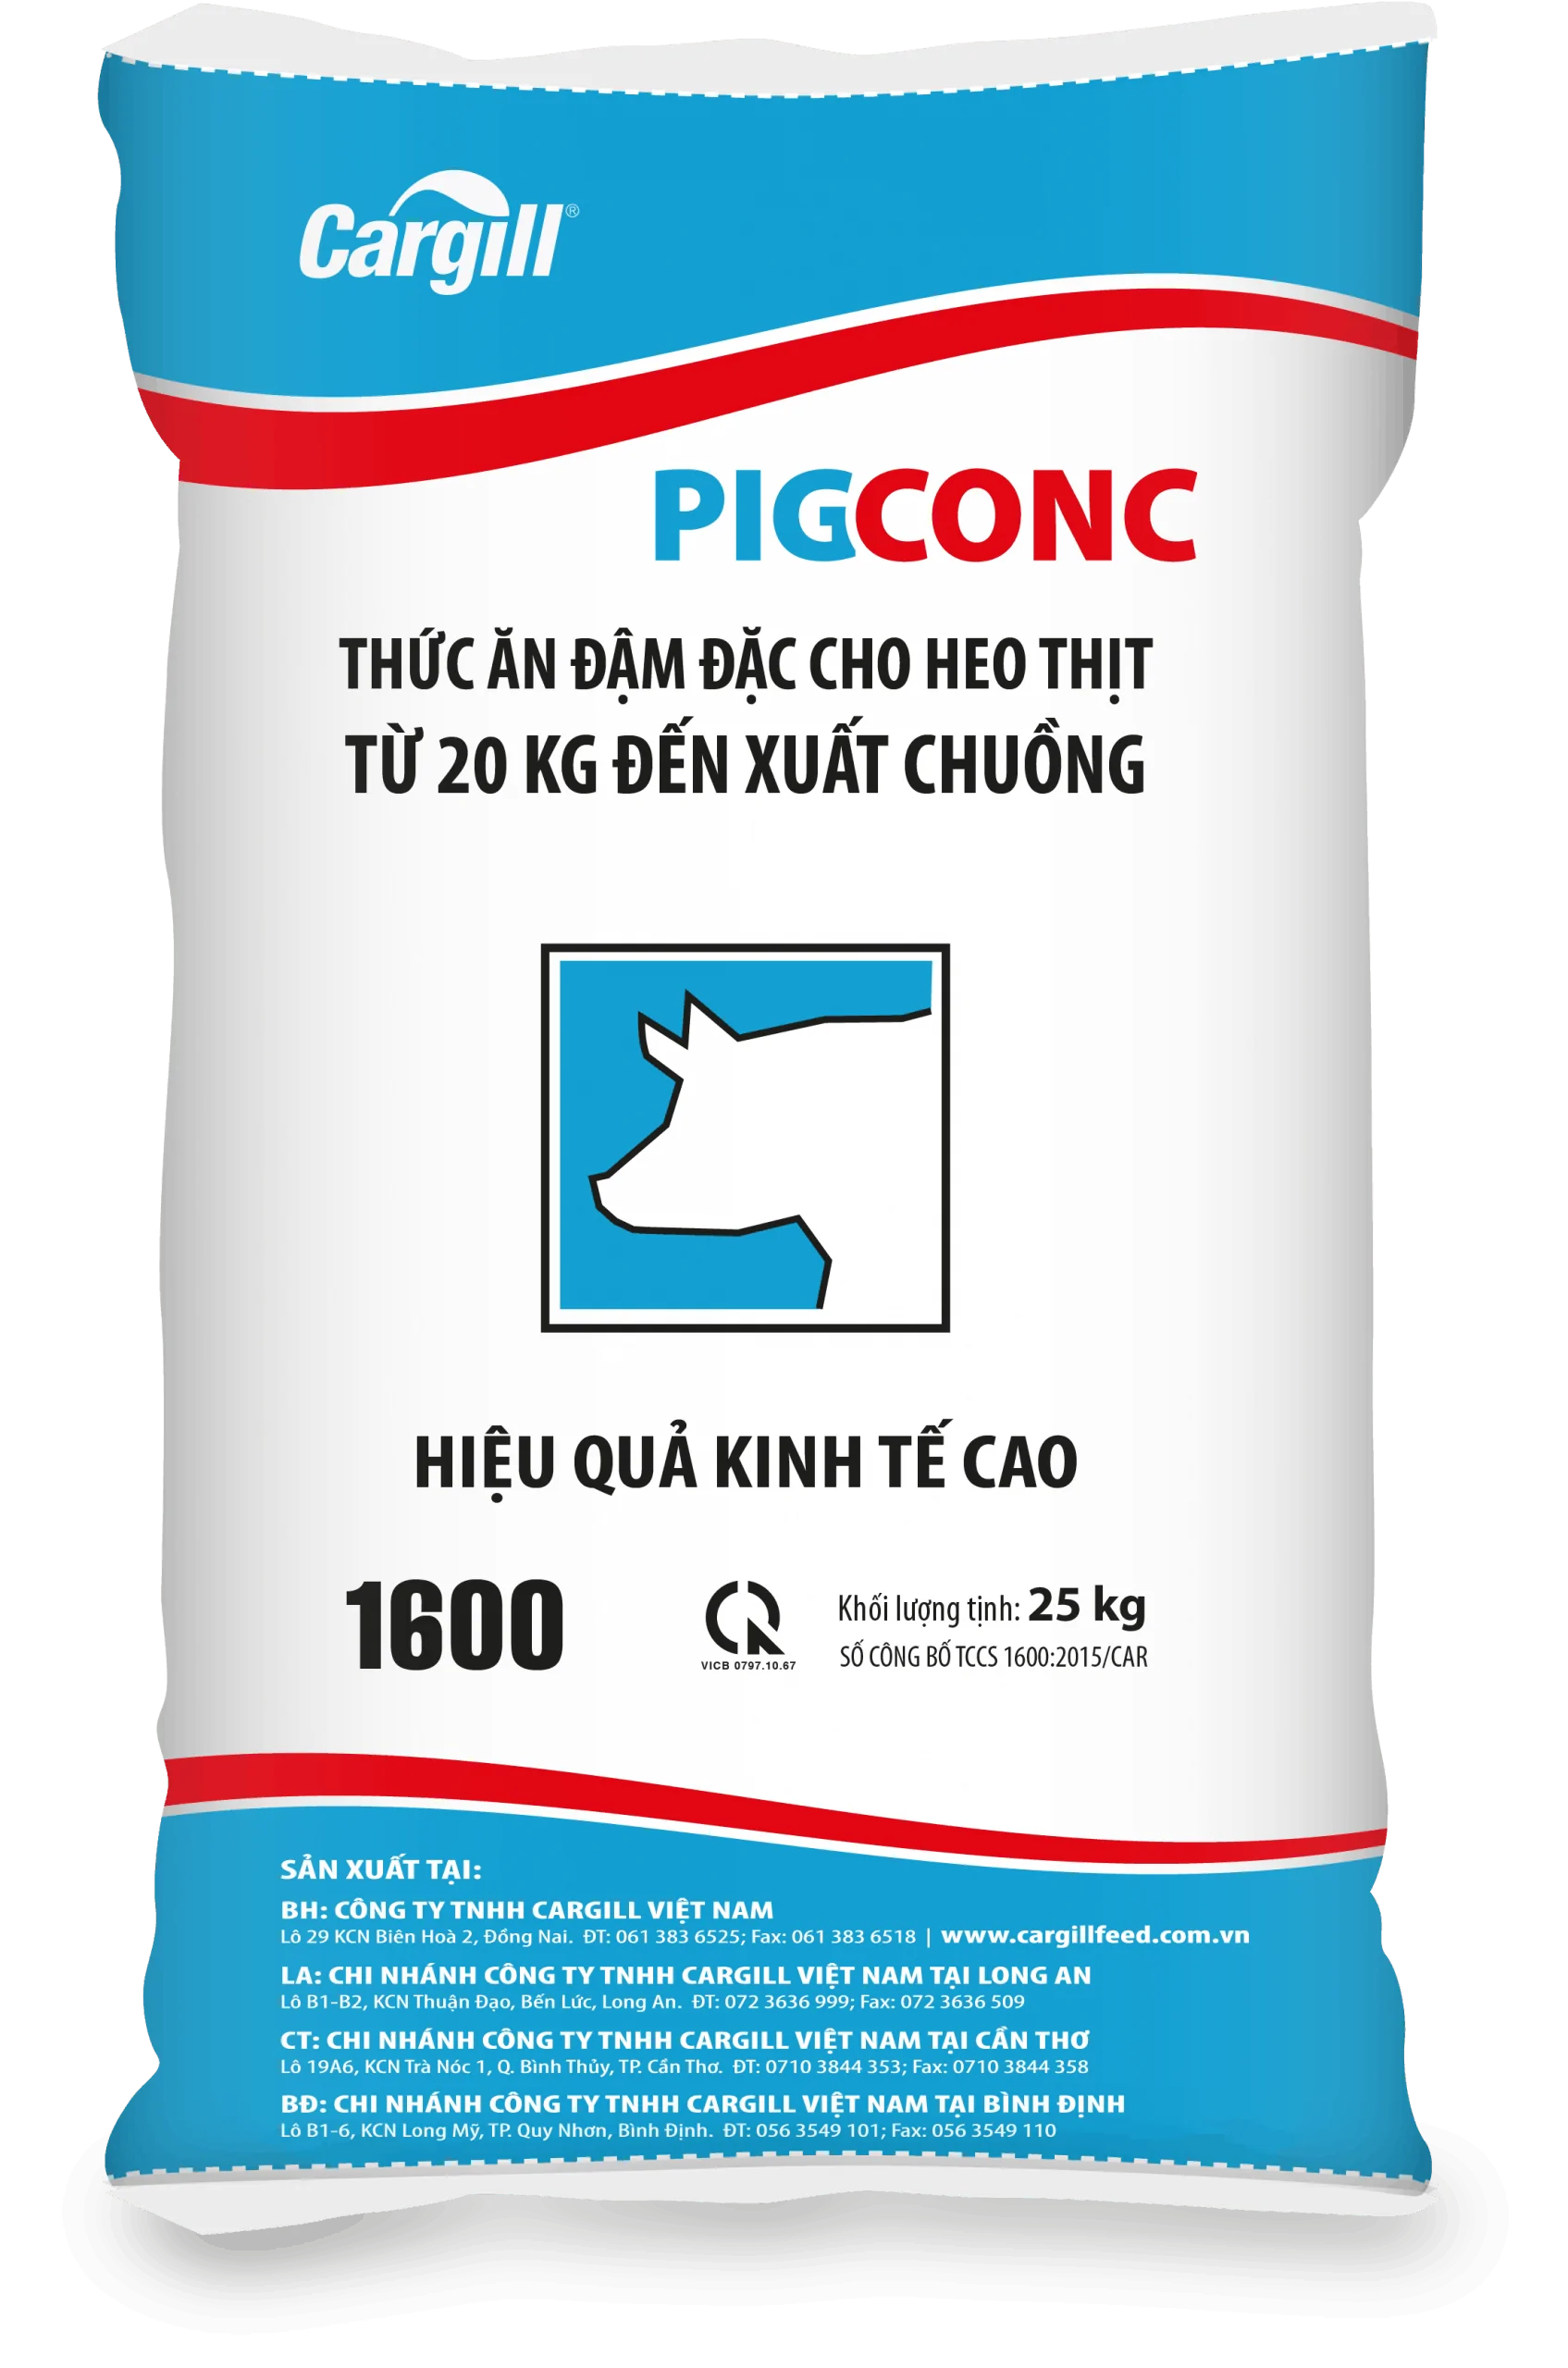 Cargill®
PIGCONC
THỨC ĂN ĐẬM ĐẶC CHO HEO THỊT
TỪ 20 KG ĐẾN XUẤT CHUỒNG
HIỆU QUẢ KINH TẾ CAO
1600
VICB 0797.10.67
Khối lượng tịnh: 25 kg
SỐ CÔNG BỐ TCCS 1600:2015/CAR
SẢN XUẤT TẠI:
BH: CÔNG TY TNHH CARGILL VIỆT NAM
Lô 29 KCN Biên Hoà 2, Đồng Nai. ĐT: 061 383 6525; Fax: 061 383 6518 | www.cargillfeed.com.vn
LA: CHI NHÁNH CÔNG TY TNHH CARGILL VIỆT NAM TẠI LONG AN
Lô B1-B2, KCN Thuận Đạo, Bến Lức, Long An. ĐT: 072 3636 999; Fax: 072 3636 509
CT: CHI NHÁNH CÔNG TY TNHH CARGILL VIỆT NAM TẠI CẦN THƠ
Lô 19A6, KCN Trà Nóc 1, Q. Bình Thủy, TP. Cần Thơ. ĐT: 0710 3844 353; Fax: 0710 3844 358
BĐ: CHI NHÁNH CÔNG TY TNHH CARGILL VIỆT NAM TẠI BÌNH ĐỊNH
Lô B1-6, KCN Long Mỹ, TP. Quy Nhơn, Bình Định. ĐT: 056 3549 101; Fax: 056 3549 110